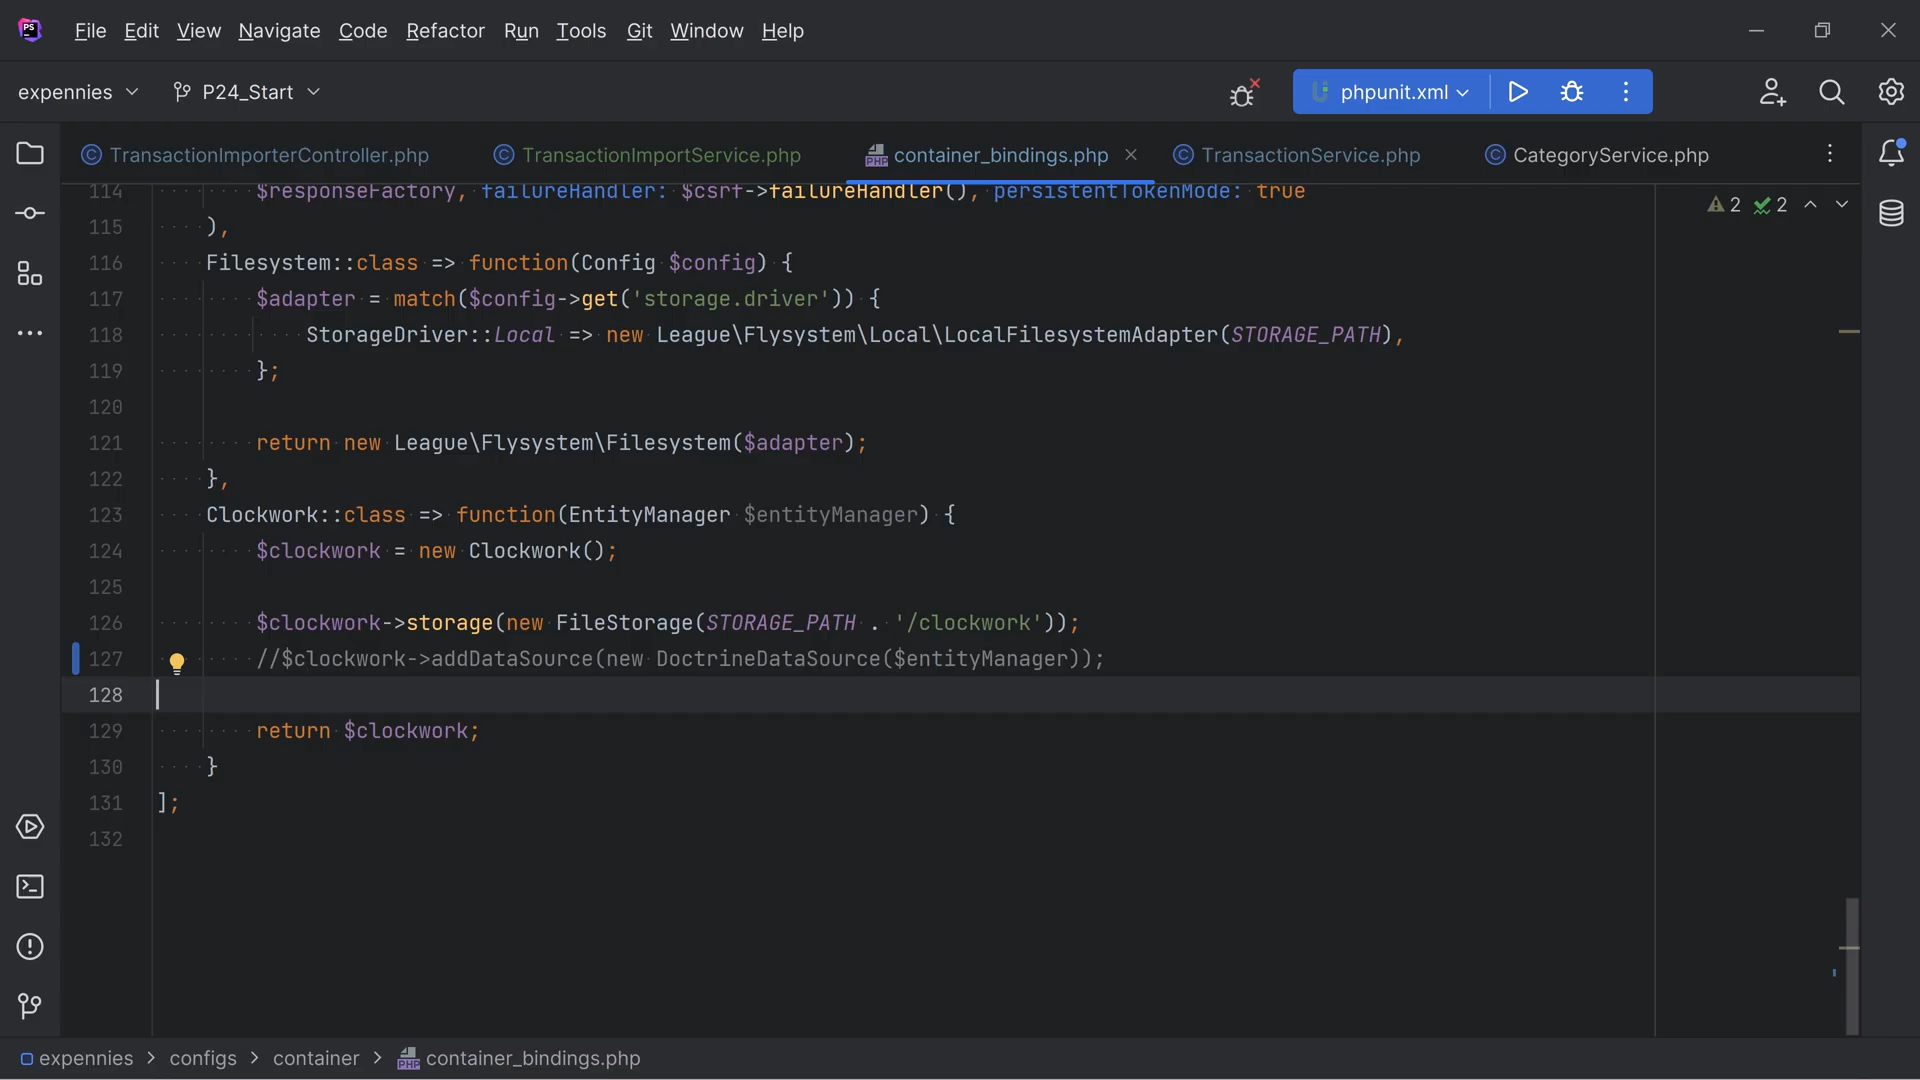 PS
File Edit View Navigate Code Refactor Run Tools Git Window Help
expennies P24_Start phpunit.xml
TransactionImporterController.php TransactionImportService.php container_bindings.php TransactionService.php CategoryService.php
114 $responseFactory, failureHandler: $csrf->failureHandler(), persistentTokenMode: true
2 2
115 ),
116 Filesystem::class => function(Config $config) {
117 $adapter = match($config->get('storage.driver')) {
118 StorageDriver::Local => new League\Flysystem\Local\LocalFilesystemAdapter(STORAGE_PATH),
119 };
120
121 return new League\Flysystem\Filesystem($adapter);
122 },
123 Clockwork::class => function(EntityManager $entityManager) {
124 $clockwork = new Clockwork();
125
126 $clockwork->storage(new FileStorage(STORAGE_PATH . '/clockwork'));
127 //$clockwork->addDataSource(new DoctrineDataSource($entityManager));
128
129 return $clockwork;
130 }
131 ];
132
expennies > configs > container > container_bindings.php